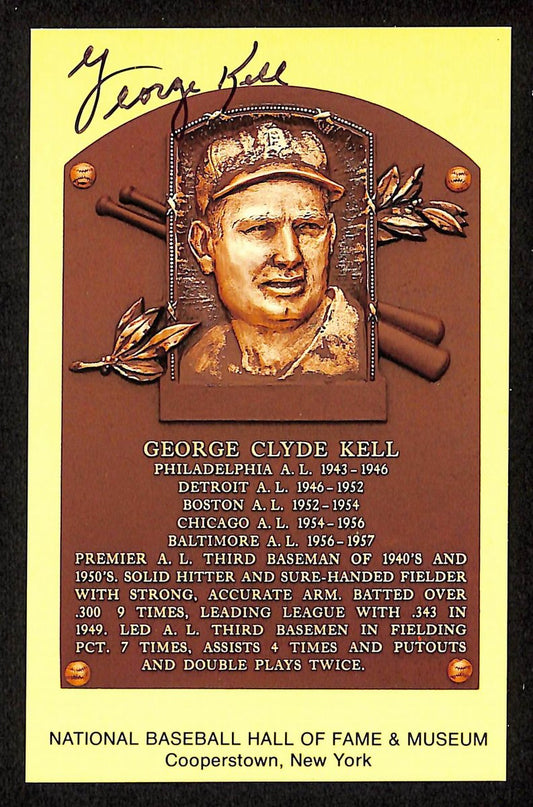 George Kell
GEORGE CLYDE KELL
PHILADELPHIA A. L. 1943-1946
DETROIT A. L. 1946-1952
BOSTON A. L. 1952-1954
CHICAGO A. L. 1954-1956
BALTIMORE A. L. 1956-1957
PREMIER A. L. THIRD BASEMAN OF 1940'S AND
1950'S. SOLID HITTER AND SURE-HANDED FIELDER
WITH STRONG, ACCURATE ARM. BATTED OVER
.300 9 TIMES, LEADING LEAGUE WITH .343 IN
1949. LED A. L. THIRD BASEMEN IN FIELDING
PCT. 7 TIMES, ASSISTS 4 TIMES AND PUTOUTS
AND DOUBLE PLAYS TWICE.
NATIONAL BASEBALL HALL OF FAME & MUSEUM
Cooperstown, New York